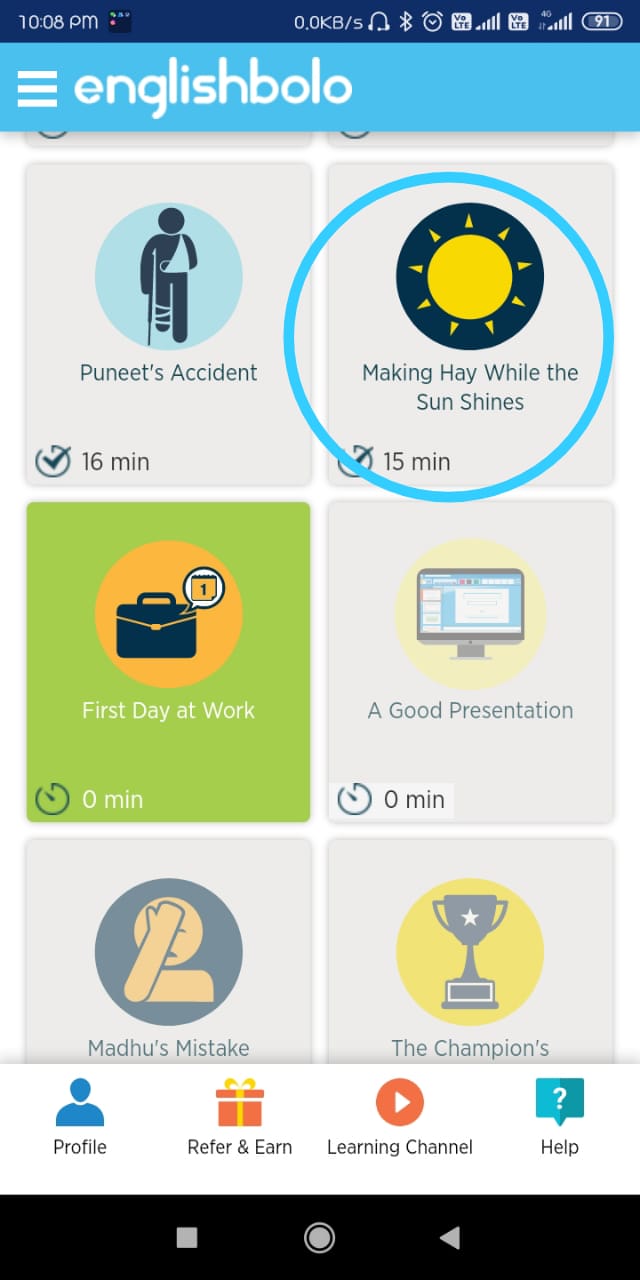 10:08 PM
0.0KB/s
Vo LTE
Vo LTE
4G
91
englishbolo
Puneet's Accident
16 min
Making Hay While the
Sun Shines
15 min
1
First Day at Work
0 min
A Good Presentation
0 min
Madhu's Mistake
The Champion's
?
Profile
Refer & Earn
Learning Channel
Help